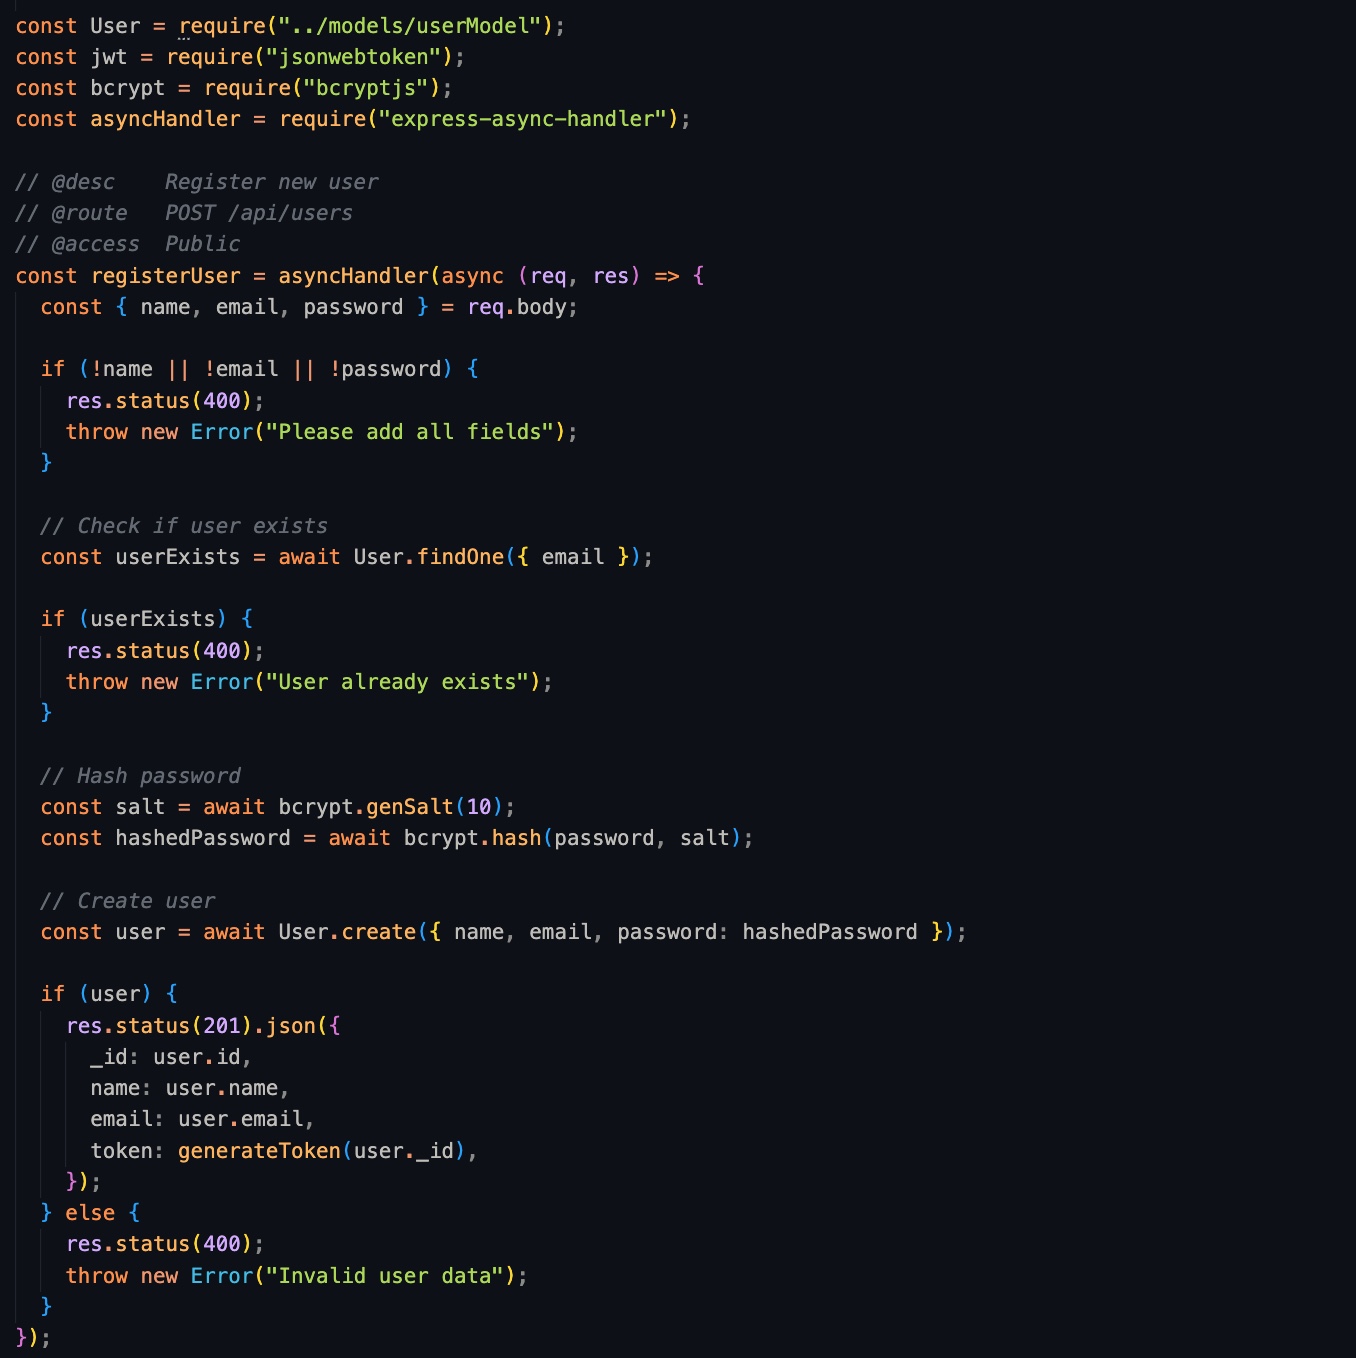 const User = require("../models/userModel");
const jwt = require("jsonwebtoken");
const bcrypt = require("bcryptjs");
const asyncHandler = require("express-async-handler");

// @desc    Register new user
// @route   POST /api/users
// @access  Public
const registerUser = asyncHandler(async (req, res) => {
  const { name, email, password } = req.body;

  if (!name || !email || !password) {
    res.status(400);
    throw new Error("Please add all fields");
  }

  // Check if user exists
  const userExists = await User.findOne({ email });

  if (userExists) {
    res.status(400);
    throw new Error("User already exists");
  }

  // Hash password
  const salt = await bcrypt.genSalt(10);
  const hashedPassword = await bcrypt.hash(password, salt);

  // Create user
  const user = await User.create({ name, email, password: hashedPassword });

  if (user) {
    res.status(201).json({
      _id: user.id,
      name: user.name,
      email: user.email,
      token: generateToken(user._id),
    });
  } else {
    res.status(400);
    throw new Error("Invalid user data");
  }
});